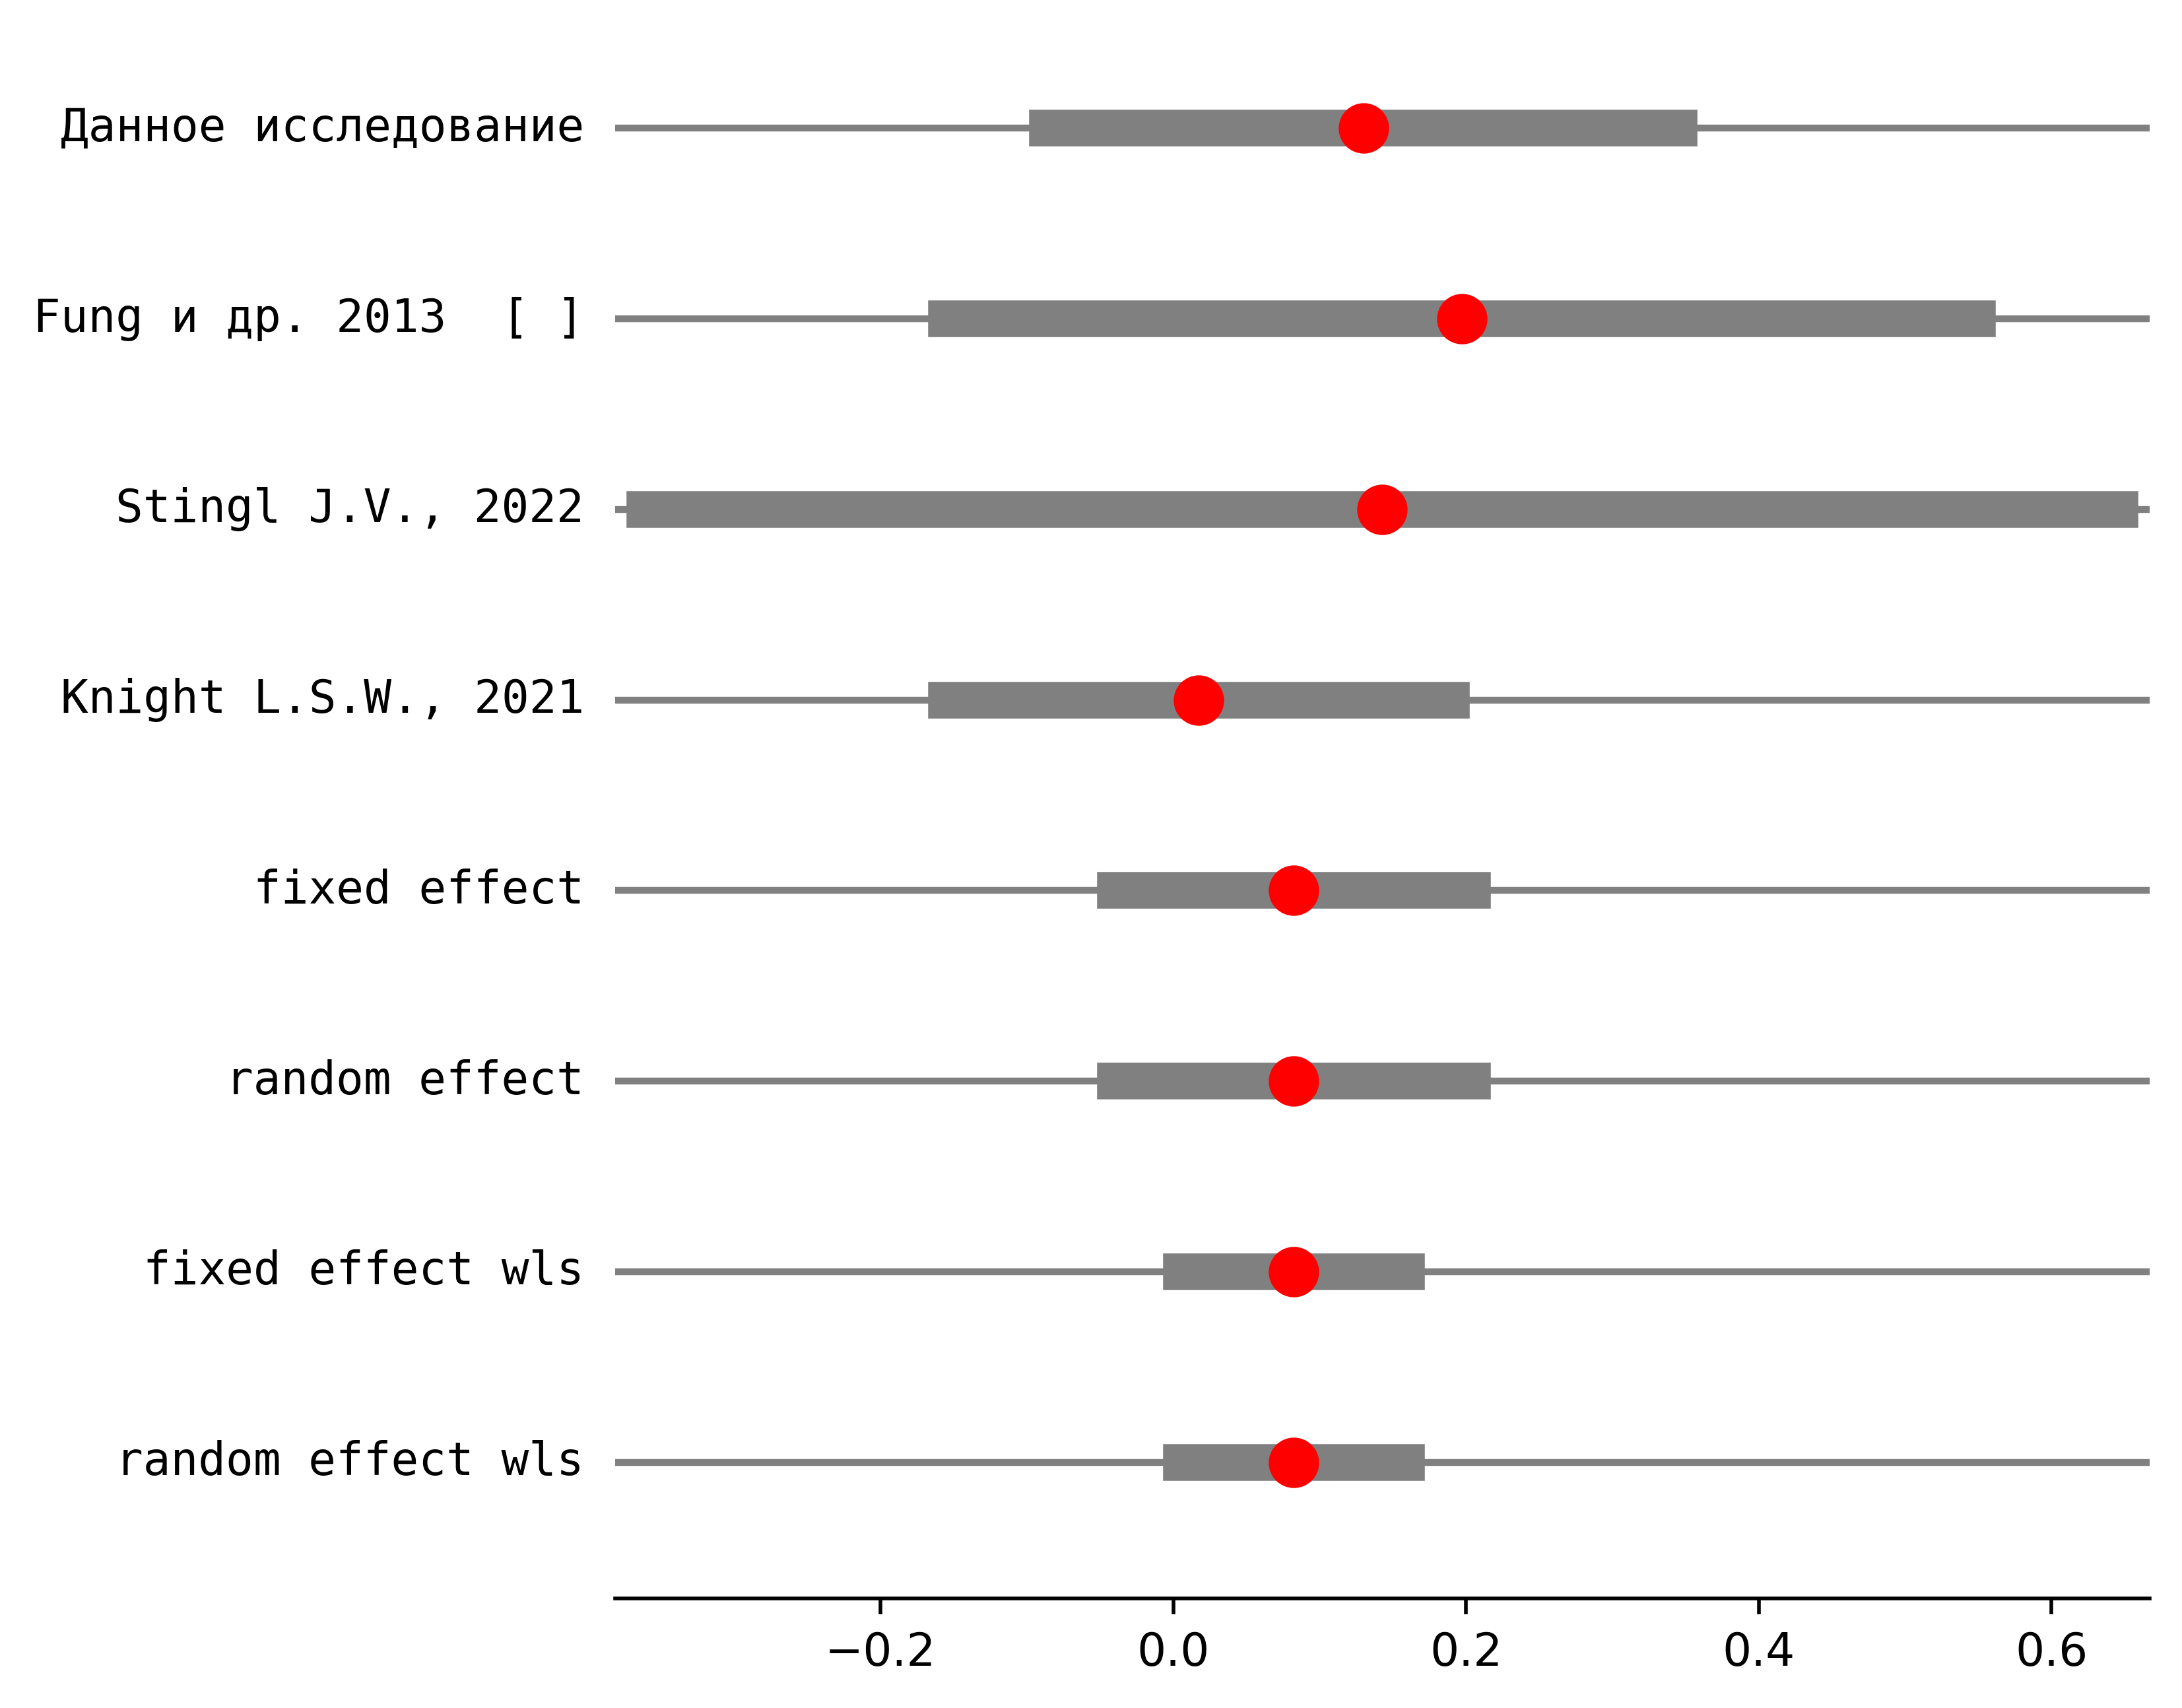 Данное исследование
Fung и др. 2013  [ ]
Stingl J.V., 2022
Knight L.S.W., 2021
fixed effect
random effect
fixed effect wls
random effect wls
−0.2 0.0 0.2 0.4 0.6